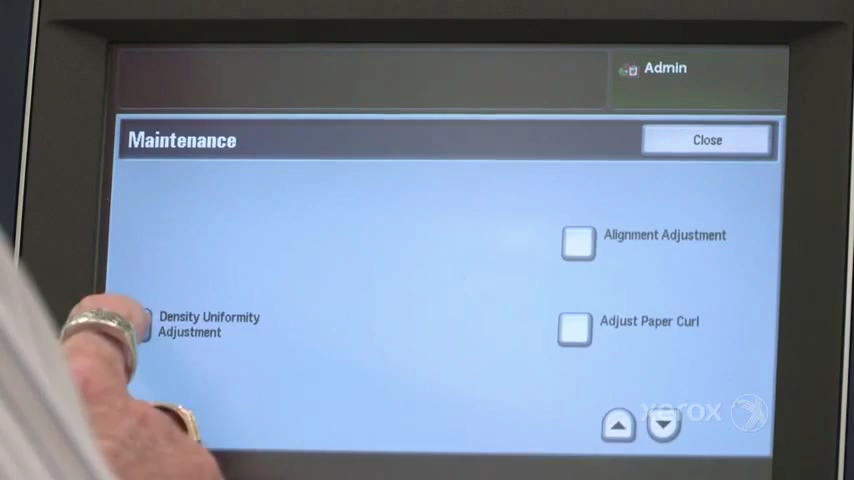 Admin
Maintenance
Close
Alignment Adjustment
Density Uniformity
Adjustment
Adjust Paper Curl
xerox